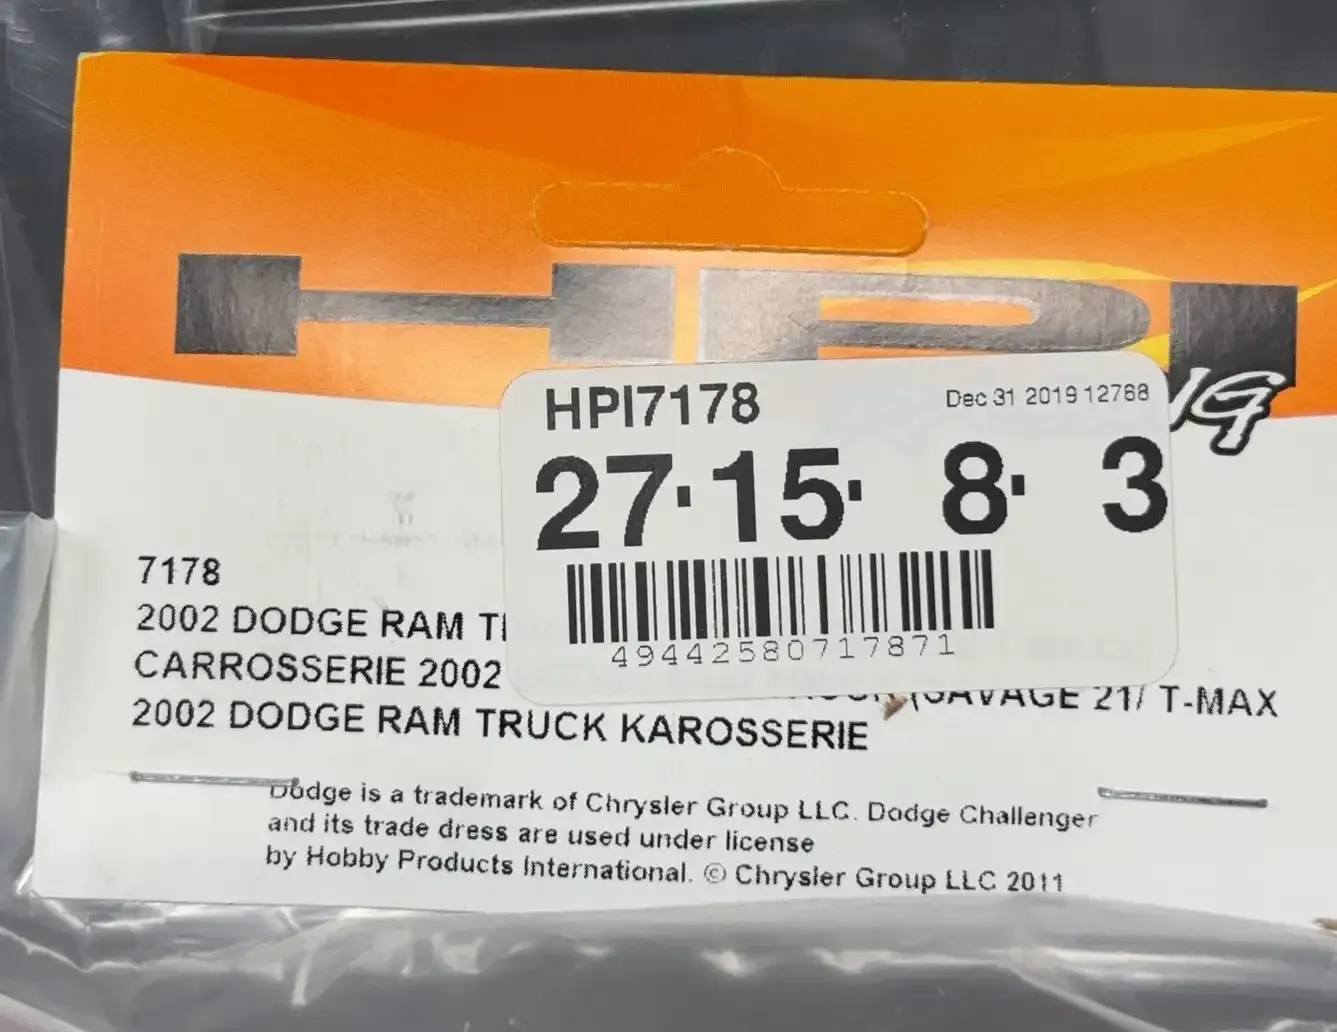 HPI
HPI7178 Dec 31 2019 12768
27·15· 8· 3
4944258071787 1
7178
2002 DODGE RAM
CARROSSERIE 2002 (SAVAGE 21/ T-MAX
2002 DODGE RAM TRUCK KAROSSERIE
Dodge is a trademark of Chrysler Group LLC. Dodge Challenger
and its trade dress are used under license
by Hobby Products International. © Chrysler Group LLC 2011